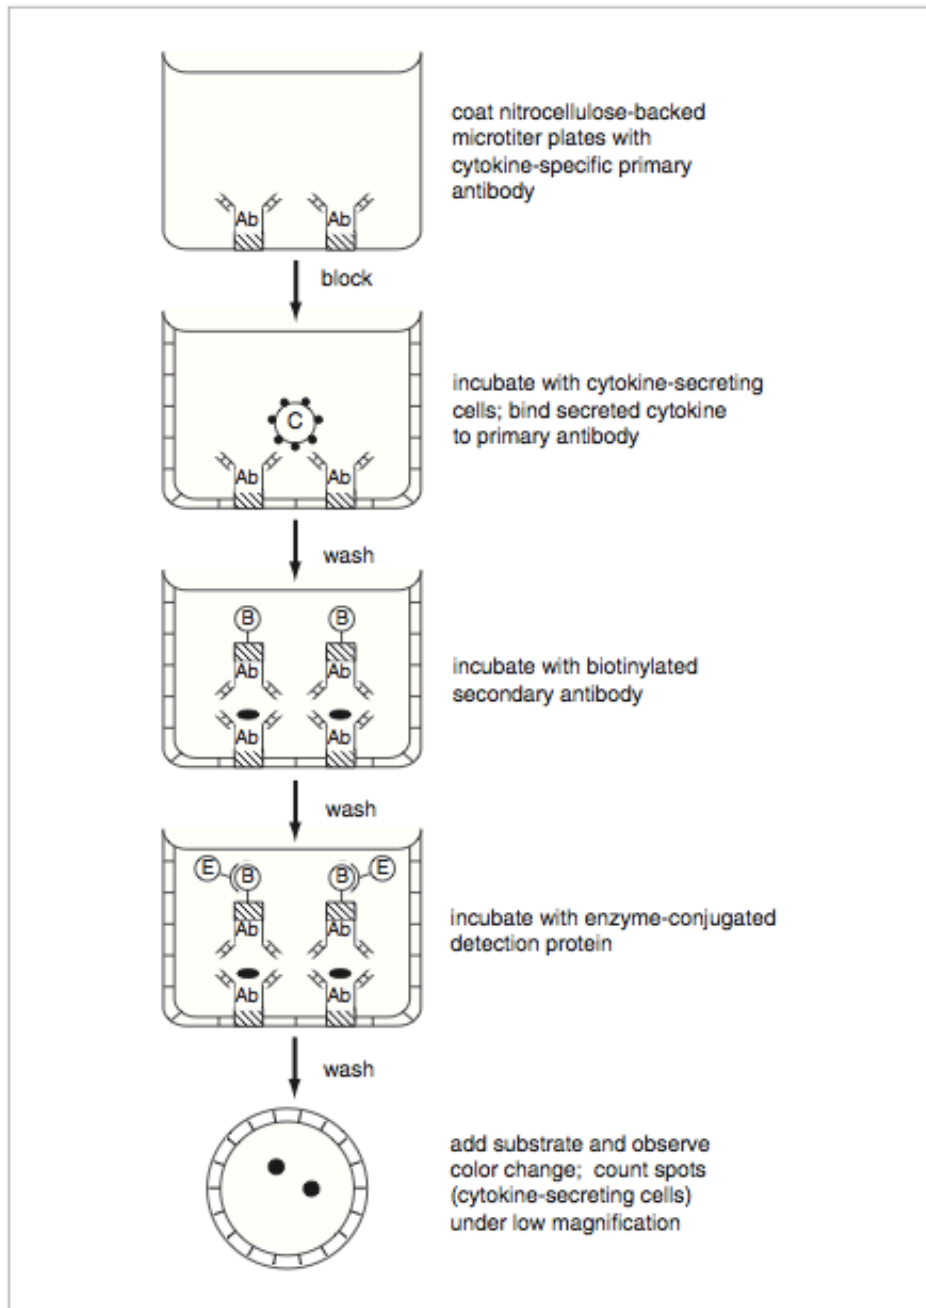 coat nitrocellulose-backed
microtiter plates with
cytokine-specific primary
antibody
Ab Ab
block
incubate with cytokine-secreting
cells; bind secreted cytokine
to primary antibody
C
Ab Ab
wash
B B
Ab Ab
incubate with biotinylated
secondary antibody
Ab Ab
wash
E B B E
Ab Ab
incubate with enzyme-conjugated
detection protein
Ab Ab
wash
add substrate and observe
color change; count spots
(cytokine-secreting cells)
under low magnification